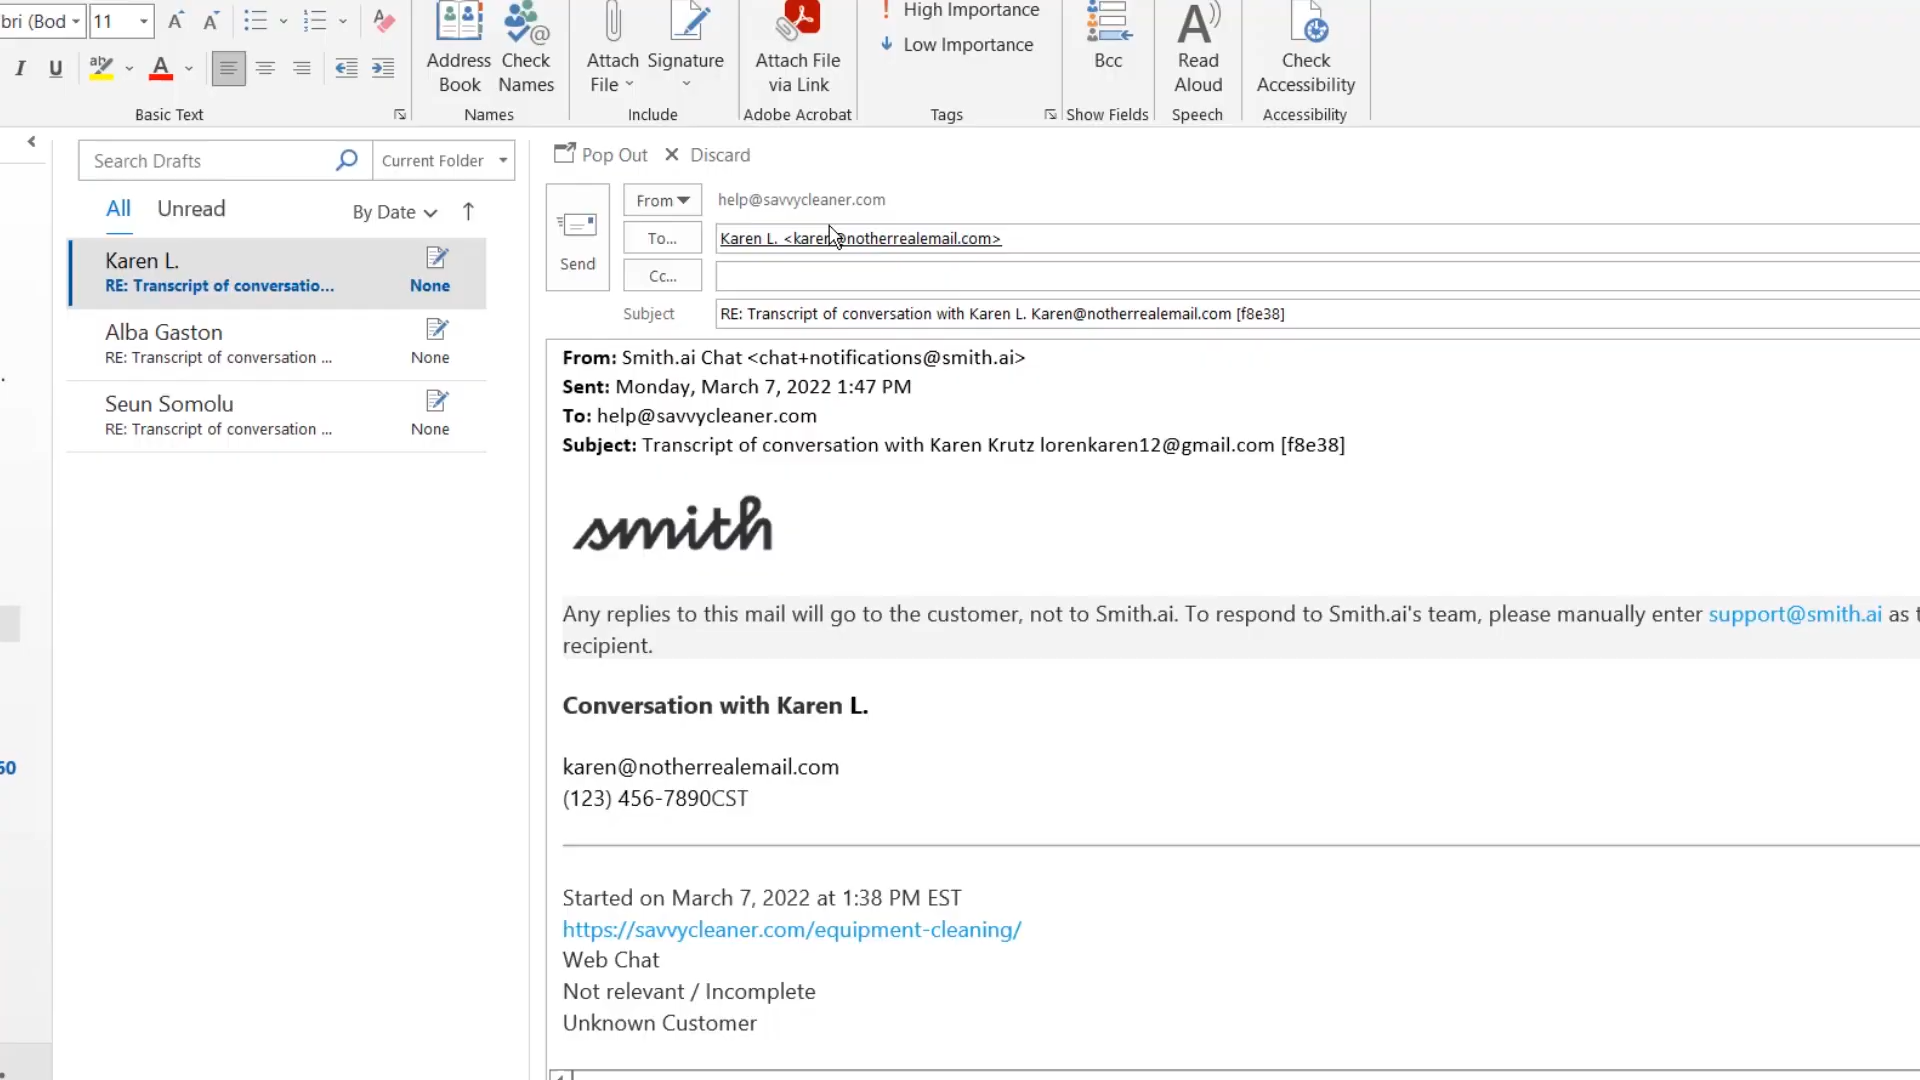 bri (Bod
11
I U ab A
Basic Text
Address Book
Check Names
Names
Attach File
Signature
Include
Attach File via Link
Adobe Acrobat
! High Importance
Low Importance
Tags
Bcc
Show Fields
A
Read Aloud
Speech
Check Accessibility
Accessibility
Search Drafts
Current Folder
All Unread
By Date
Karen L.
RE: Transcript of conversatio... None
Alba Gaston
RE: Transcript of conversation ... None
Seun Somolu
RE: Transcript of conversation ... None
Pop Out
Discard
Send
From help@savvycleaner.com
To... Karen L. <karen@notherrealemail.com>
Cc...
Subject RE: Transcript of conversation with Karen L. Karen@notherrealemail.com [f8e38]
From: Smith.ai Chat <chat+notifications@smith.ai>
Sent: Monday, March 7, 2022 1:47 PM
To: help@savvycleaner.com
Subject: Transcript of conversation with Karen Krutz lorenkaren12@gmail.com [f8e38]
smith
Any replies to this mail will go to the customer, not to Smith.ai. To respond to Smith.ai's team, please manually enter support@smith.ai as t
recipient.
Conversation with Karen L.
karen@notherrealemail.com
(123) 456-7890CST
Started on March 7, 2022 at 1:38 PM EST
https://savvycleaner.com/equipment-cleaning/
Web Chat
Not relevant / Incomplete
Unknown Customer